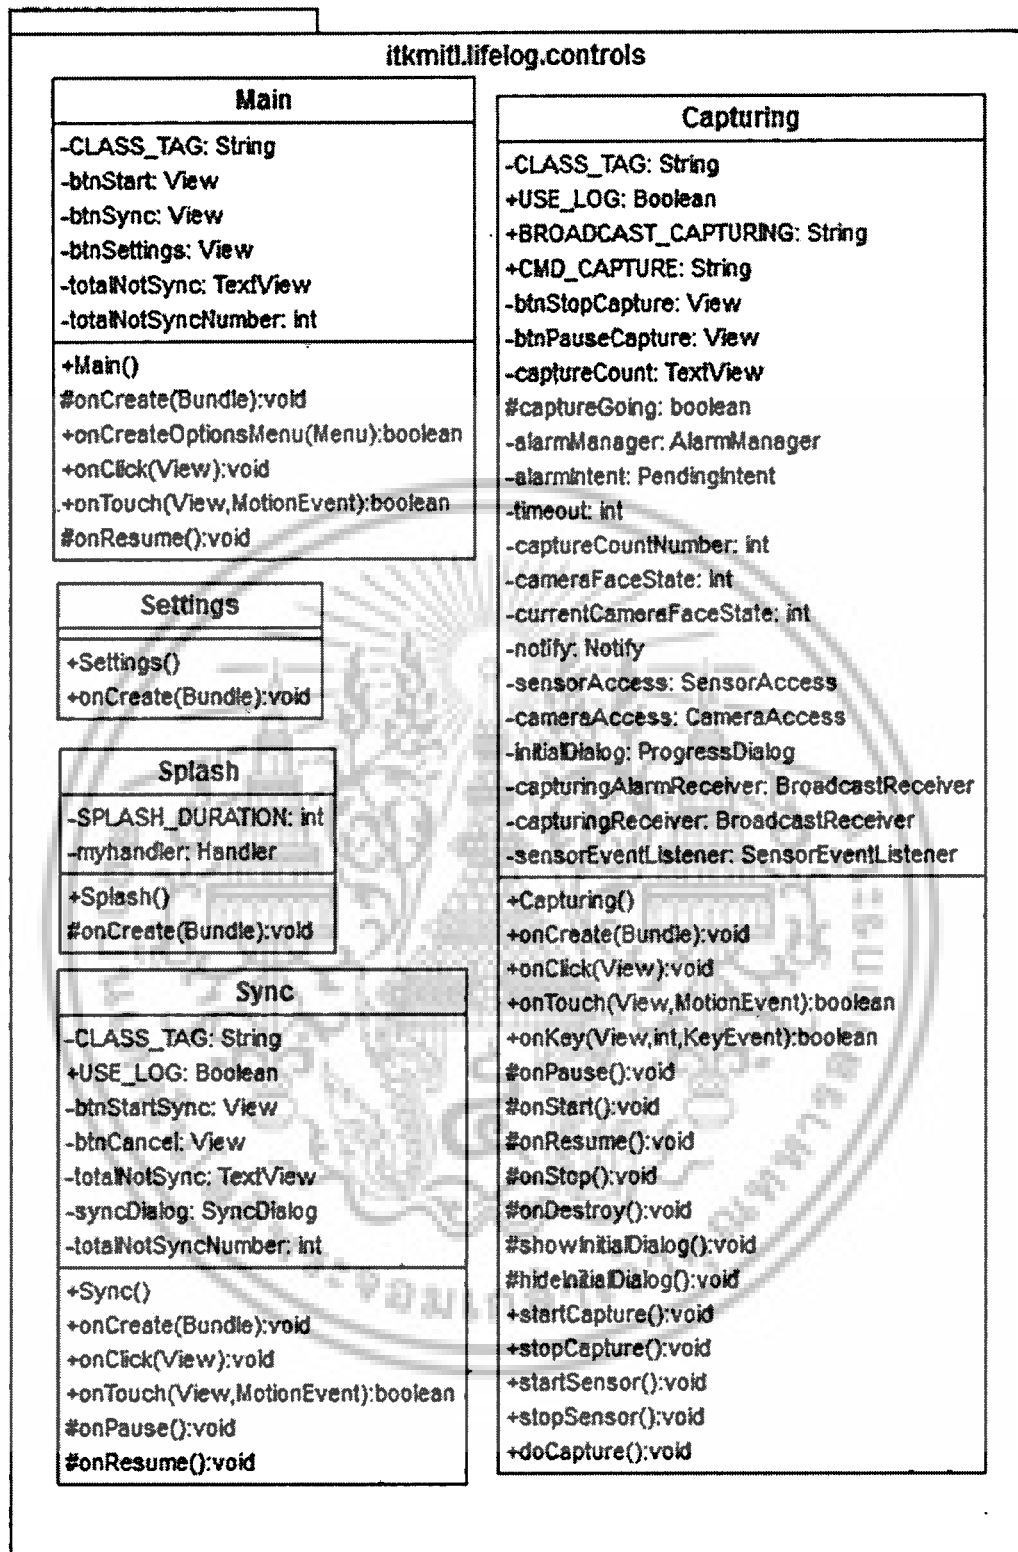 itkmitl.lifelog.controls
Main
-CLASS_TAG: String
-btnStart: View
-btnSync: View
-btnSettings: View
-totalNotSync: TextView
-totalNotSyncNumber: int
+Main()
#onCreate(Bundle):void
+onCreateOptionsMenu(Menu):boolean
+onClick(View):void
+onTouch(View,MotionEvent):boolean
#onResume():void
Settings
+Settings()
+onCreate(Bundle):void
Splash
-SPLASH_DURATION: int
-myhandler: Handler
+Splash()
#onCreate(Bundle):void
Sync
-CLASS_TAG: String
+USE_LOG: Boolean
-btnStartSync: View
-btnCancel: View
-totalNotSync: TextView
-syncDialog: SyncDialog
-totalNotSyncNumber: int
+Sync()
+onCreate(Bundle):void
+onClick(View):void
+onTouch(View,MotionEvent):boolean
#onPause():void
#onResume():void
Capturing
-CLASS_TAG: String
+USE_LOG: Boolean
+BROADCAST_CAPTURING: String
+CMD_CAPTURE: String
-btnStopCapture: View
-btnPauseCapture: View
-captureCount: TextView
#captureGoing: boolean
-alarmManager: AlarmManager
-alarmIntent: PendingIntent
-timeout: int
-captureCountNumber: int
-cameraFaceState: int
-currentCameraFaceState: int
-notify: Notify
-sensorAccess: SensorAccess
-cameraAccess: CameraAccess
-initialDialog: ProgressDialog
-capturingAlarmReceiver: BroadcastReceiver
-capturingReceiver: BroadcastReceiver
-sensorEventListener: SensorEventListener
+Capturing()
+onCreate(Bundle):void
+onClick(View):void
+onTouch(View,MotionEvent):boolean
+onKey(View,int,KeyEvent):boolean
#onPause():void
#onStart():void
#onResume():void
#onStop():void
#onDestroy():void
#showInitialDialog():void
#hideInitialDialog():void
+startCapture():void
+stopCapture():void
+startSensor():void
+stopSensor():void
+doCapture():void